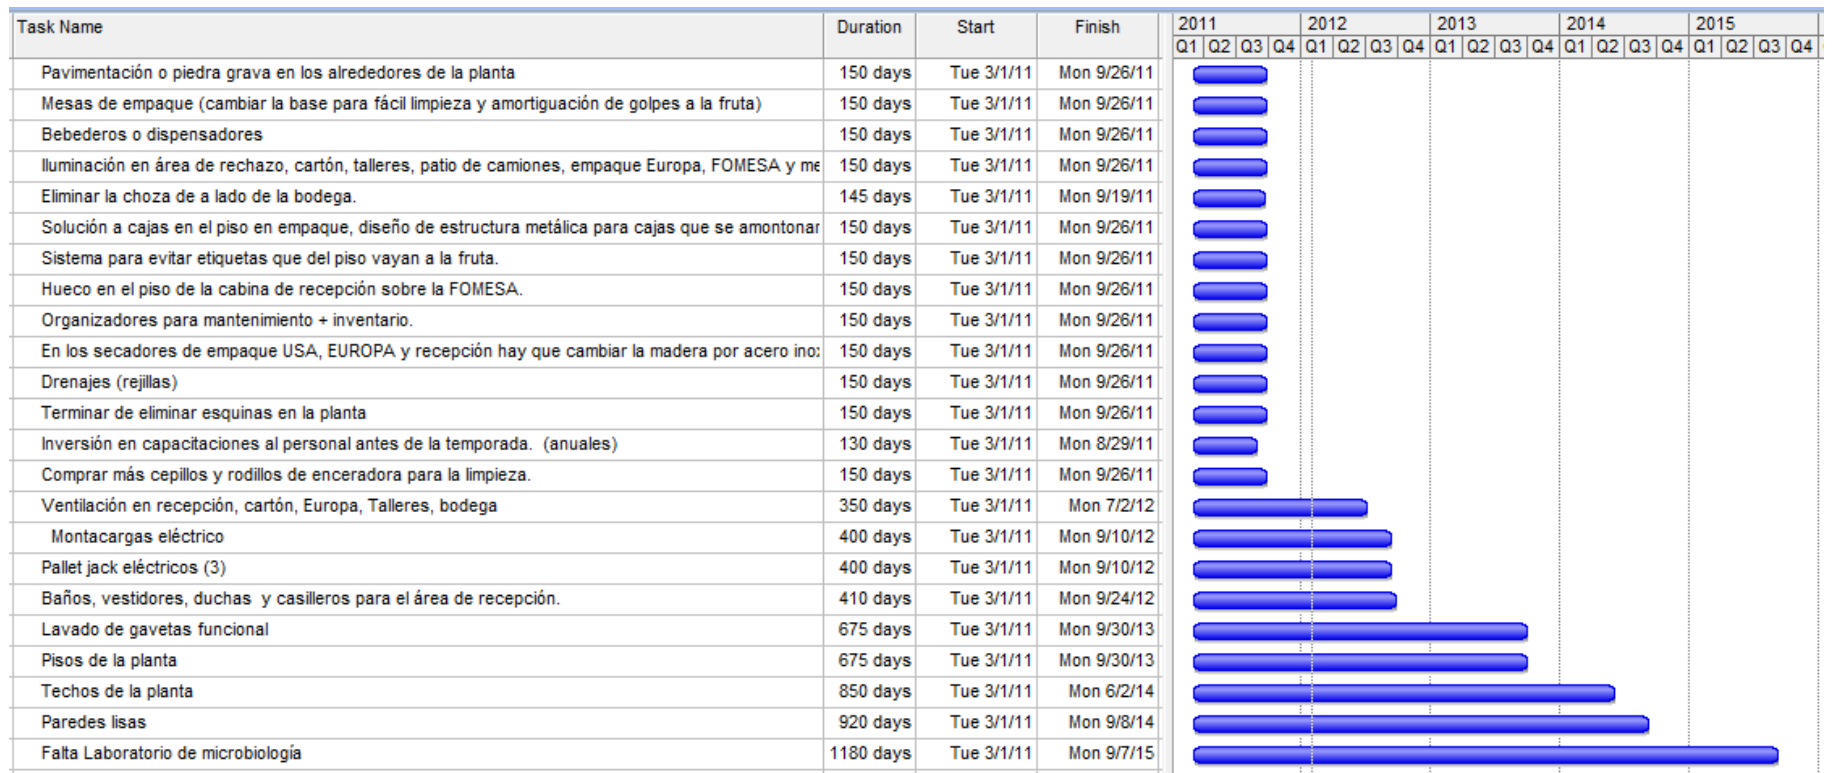 Task Name Duration Start Finish 2011 2012 2013 2014 2015
Q1 Q2 Q3 Q4 Q1 Q2 Q3 Q4 Q1 Q2 Q3 Q4 Q1 Q2 Q3 Q4 Q1 Q2 Q3 Q4
Pavimentación o piedra grava en los alrededores de la planta 150 days Tue 3/1/11 Mon 9/26/11
Mesas de empaque (cambiar la base para fácil limpieza y amortiguación de golpes a la fruta) 150 days Tue 3/1/11 Mon 9/26/11
Bebederos o dispensadores 150 days Tue 3/1/11 Mon 9/26/11
Iluminación en área de rechazo, cartón, talleres, patio de camiones, empaque Europa, FOMESA y me 150 days Tue 3/1/11 Mon 9/26/11
Eliminar la choza de a lado de la bodega. 145 days Tue 3/1/11 Mon 9/19/11
Solución a cajas en el piso en empaque, diseño de estructura metálica para cajas que se amontonar 150 days Tue 3/1/11 Mon 9/26/11
Sistema para evitar etiquetas que del piso vayan a la fruta. 150 days Tue 3/1/11 Mon 9/26/11
Hueco en el piso de la cabina de recepción sobre la FOMESA. 150 days Tue 3/1/11 Mon 9/26/11
Organizadores para mantenimiento + inventario. 150 days Tue 3/1/11 Mon 9/26/11
En los secadores de empaque USA, EUROPA y recepción hay que cambiar la madera por acero inox 150 days Tue 3/1/11 Mon 9/26/11
Drenajes (rejillas) 150 days Tue 3/1/11 Mon 9/26/11
Terminar de eliminar esquinas en la planta 150 days Tue 3/1/11 Mon 9/26/11
Inversión en capacitaciones al personal antes de la temporada. (anuales) 130 days Tue 3/1/11 Mon 8/29/11
Comprar más cepillos y rodillos de enceradora para la limpieza. 150 days Tue 3/1/11 Mon 9/26/11
Ventilación en recepción, cartón, Europa, Talleres, bodega 350 days Tue 3/1/11 Mon 7/2/12
Montacargas eléctrico 400 days Tue 3/1/11 Mon 9/10/12
Pallet jack eléctricos (3) 400 days Tue 3/1/11 Mon 9/10/12
Baños, vestidores, duchas y casilleros para el área de recepción. 410 days Tue 3/1/11 Mon 9/24/12
Lavado de gavetas funcional 675 days Tue 3/1/11 Mon 9/30/13
Pisos de la planta 675 days Tue 3/1/11 Mon 9/30/13
Techos de la planta 850 days Tue 3/1/11 Mon 6/2/14
Paredes lisas 920 days Tue 3/1/11 Mon 9/8/14
Falta Laboratorio de microbiología 1180 days Tue 3/1/11 Mon 9/7/15